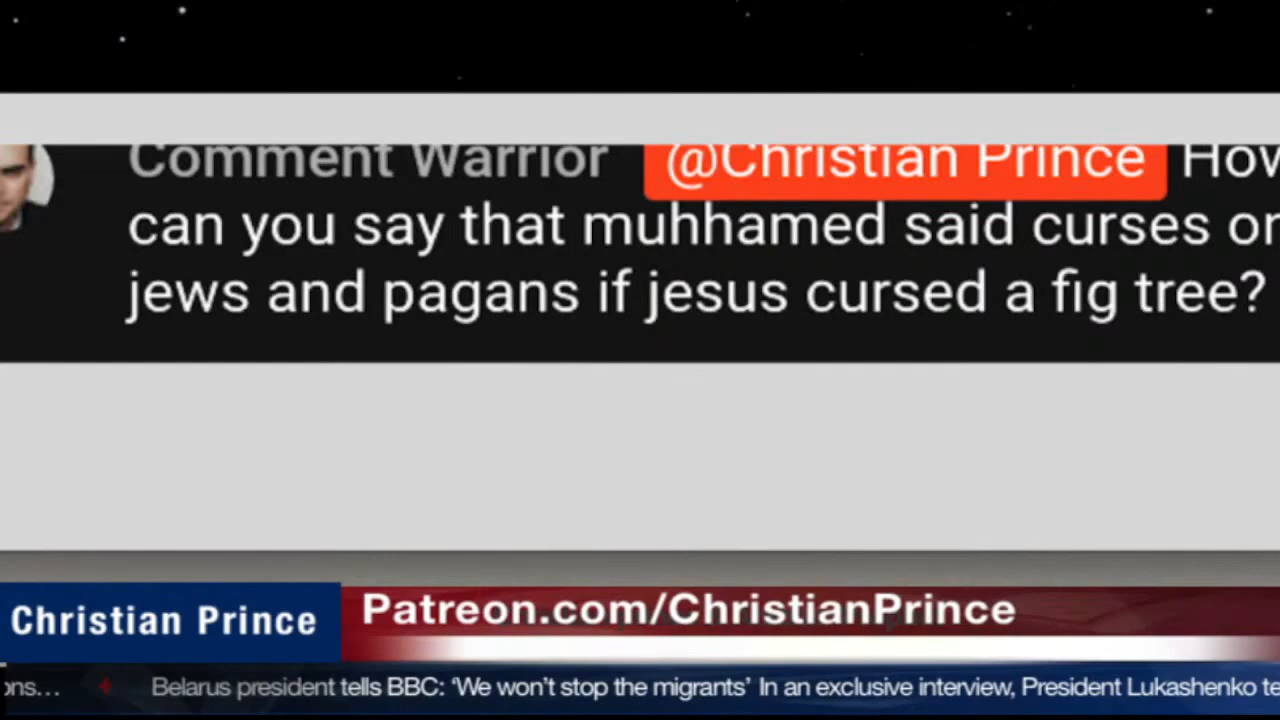 Comment Warrior @Christian Prince
can you say that muhhamed said curses
jews and pagans if jesus cursed a fig tree?
Christian Prince
Patreon.com/ChristianPrince
Belarus president tells BBC: ‘We won’t stop the migrants’ In an exclusive interview, President Lukashenko